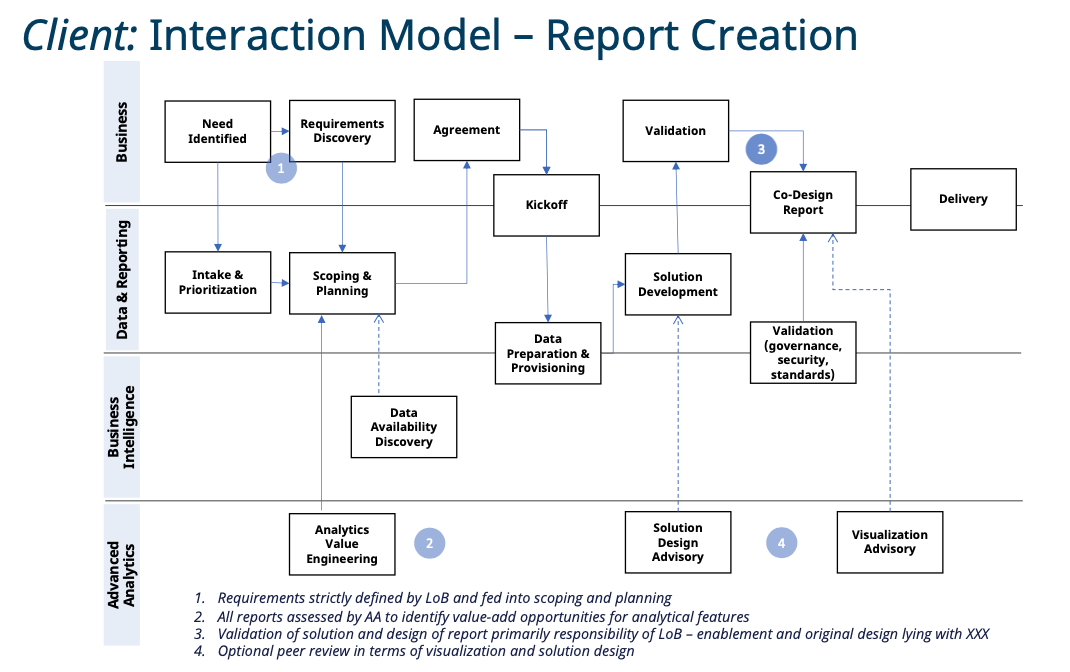 Client: Interaction Model – Report Creation
Business
Need
Identified
Requirements
Discovery
Agreement
Validation
1
3
Kickoff
Co-Design
Report
Delivery
Data & Reporting
Intake &
Prioritization
Scoping &
Planning
Solution
Development
Data
Preparation &
Provisioning
Validation
(governance,
security,
standards)
Business
Intelligence
Data
Availability
Discovery
Advanced
Analytics
Analytics
Value
Engineering
2
Solution
Design
Advisory
4
Visualization
Advisory
1. Requirements strictly defined by LoB and fed into scoping and planning
2. All reports assessed by AA to identify value-add opportunities for analytical features
3. Validation of solution and design of report primarily responsibility of LoB – enablement and original design lying with XXX
4. Optional peer review in terms of visualization and solution design